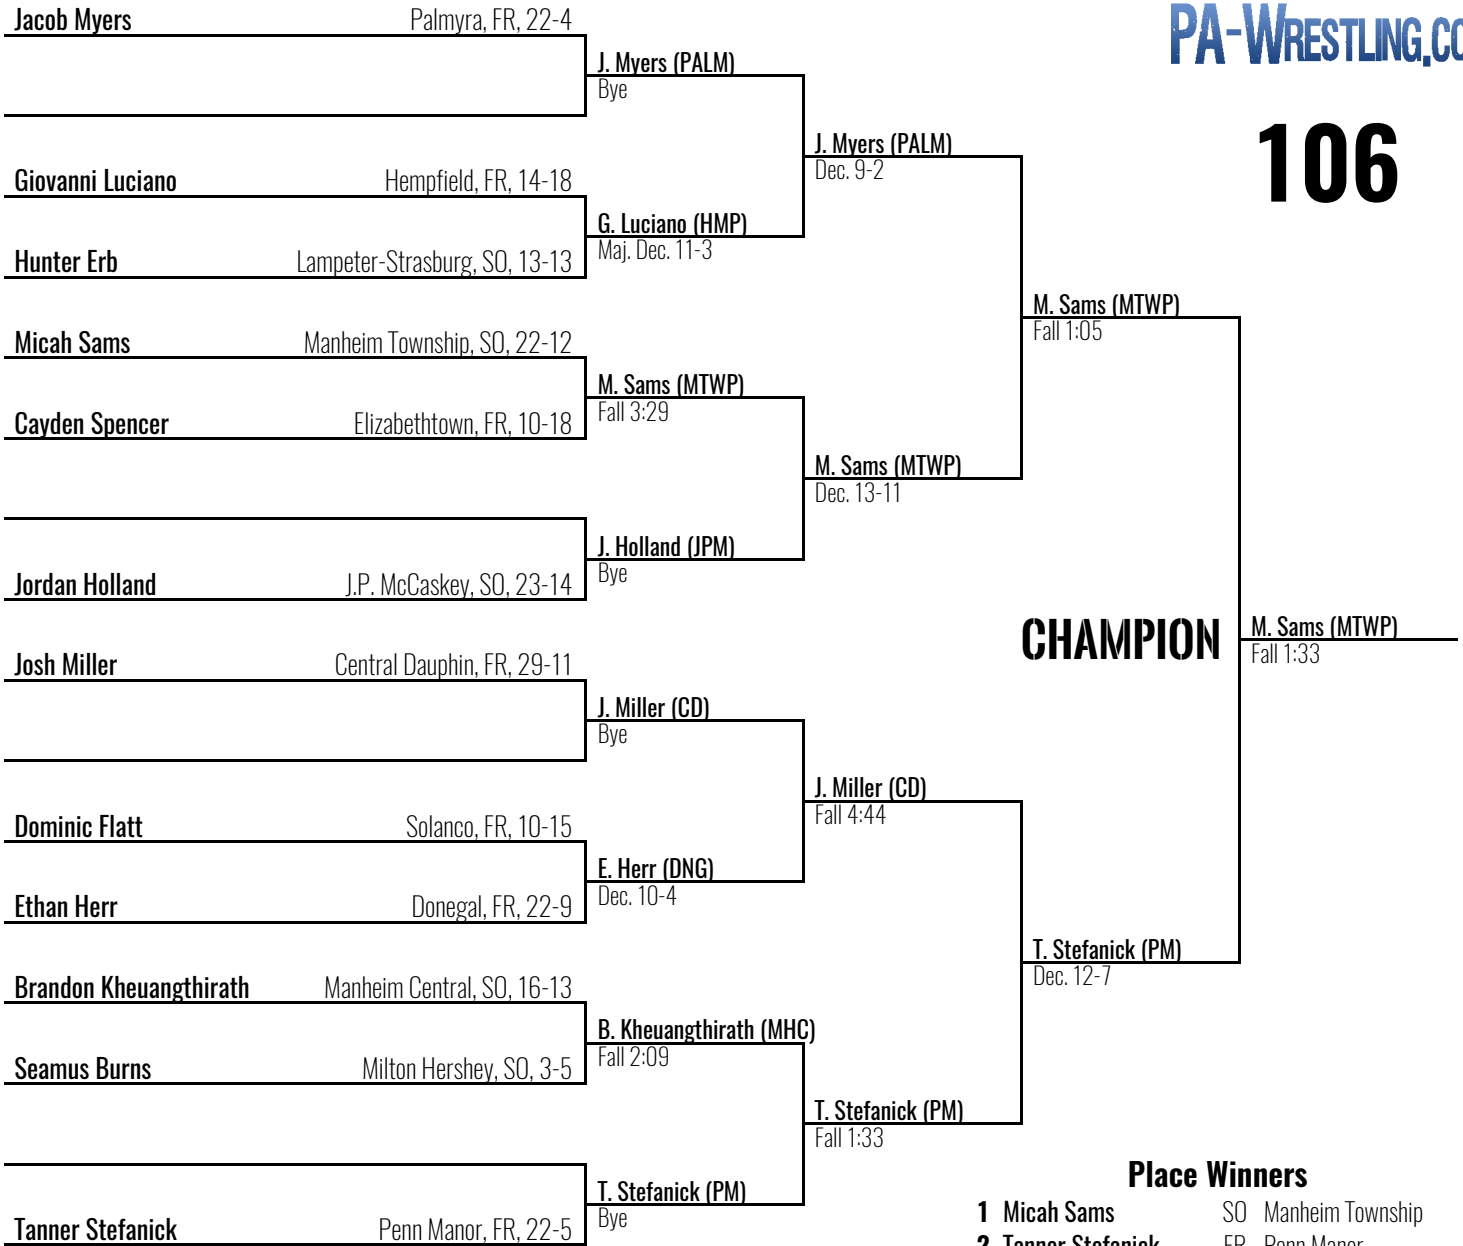 Jacob Myers Palmyra, FR, 22-4
PA-WRESTLING.CO
J. Myers (PALM)
Bye
106
J. Myers (PALM)
Dec. 9-2
Giovanni Luciano Hempfield, FR, 14-18
G. Luciano (HMP)
Maj. Dec. 11-3
Hunter Erb Lampeter-Strasburg, SO, 13-13
M. Sams (MTWP)
Fall 1:05
Micah Sams Manheim Township, SO, 22-12
M. Sams (MTWP)
Fall 3:29
Cayden Spencer Elizabethtown, FR, 10-18
M. Sams (MTWP)
Dec. 13-11
J. Holland (JPM)
Bye
Jordan Holland J.P. McCaskey, SO, 23-14
CHAMPION
M. Sams (MTWP)
Fall 1:33
Josh Miller Central Dauphin, FR, 29-11
J. Miller (CD)
Bye
J. Miller (CD)
Fall 4:44
Dominic Flatt Solanco, FR, 10-15
E. Herr (DNG)
Dec. 10-4
Ethan Herr Donegal, FR, 22-9
T. Stefanick (PM)
Dec. 12-7
Brandon Kheuangthirath Manheim Central, SO, 16-13
B. Kheuangthirath (MHC)
Fall 2:09
Seamus Burns Milton Hershey, SO, 3-5
T. Stefanick (PM)
Fall 1:33
T. Stefanick (PM)
Bye
Tanner Stefanick Penn Manor, FR, 22-5
Place Winners
1 Micah Sams SO Manheim Township
2 Tanner Stefanick FR Penn Manor